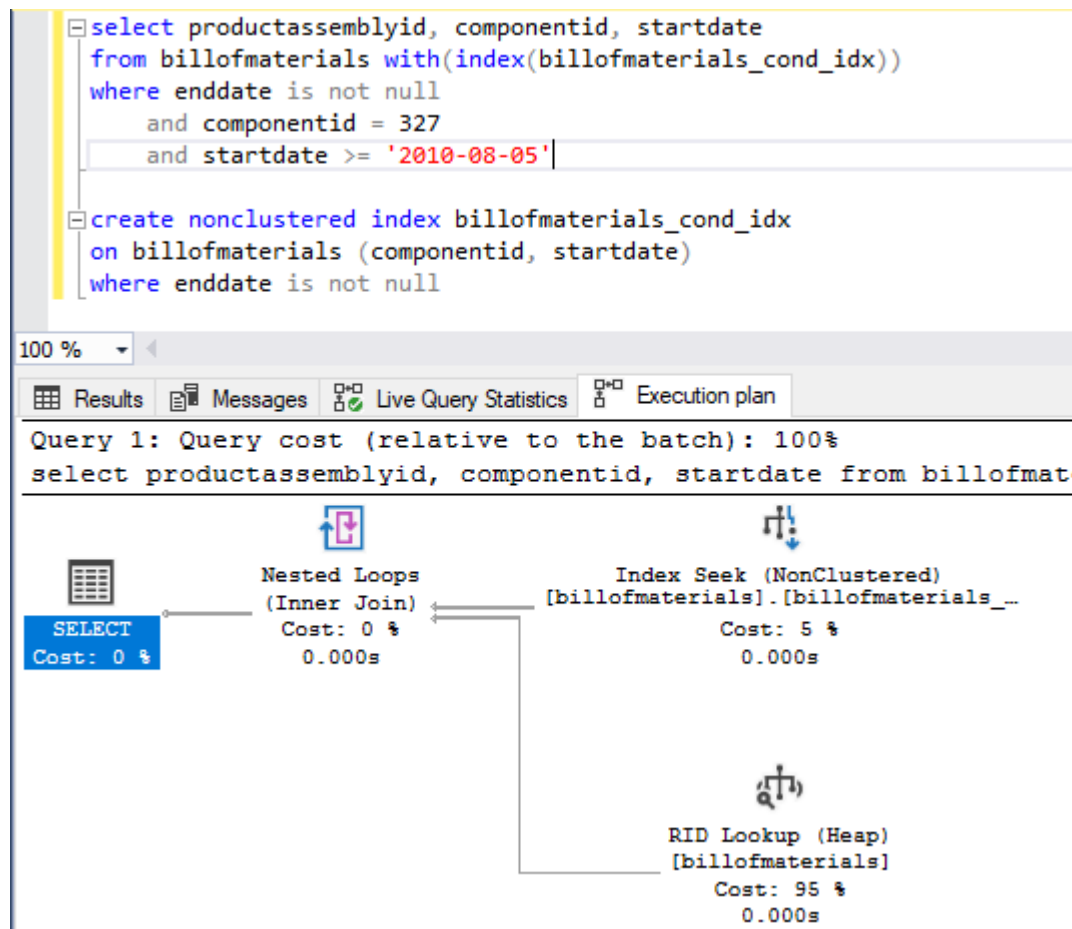 select productassemblyid, componentid, startdate
from billofmaterials with(index(billofmaterials_cond_idx))
where enddate is not null
and componentid = 327
and startdate >= '2010-08-05'
create nonclustered index billofmaterials_cond_idx
on billofmaterials (componentid, startdate)
where enddate is not null
100 %
Results Messages Live Query Statistics Execution plan
Query 1: Query cost (relative to the batch): 100%
select productassemblyid, componentid, startdate from billofmat
Nested Loops
(Inner Join)
Cost: 0 %
0.000s
Index Seek (NonClustered)
[billofmaterials].[billofmaterials_…
Cost: 5 %
0.000s
SELECT
Cost: 0 %
RID Lookup (Heap)
[billofmaterials]
Cost: 95 %
0.000s